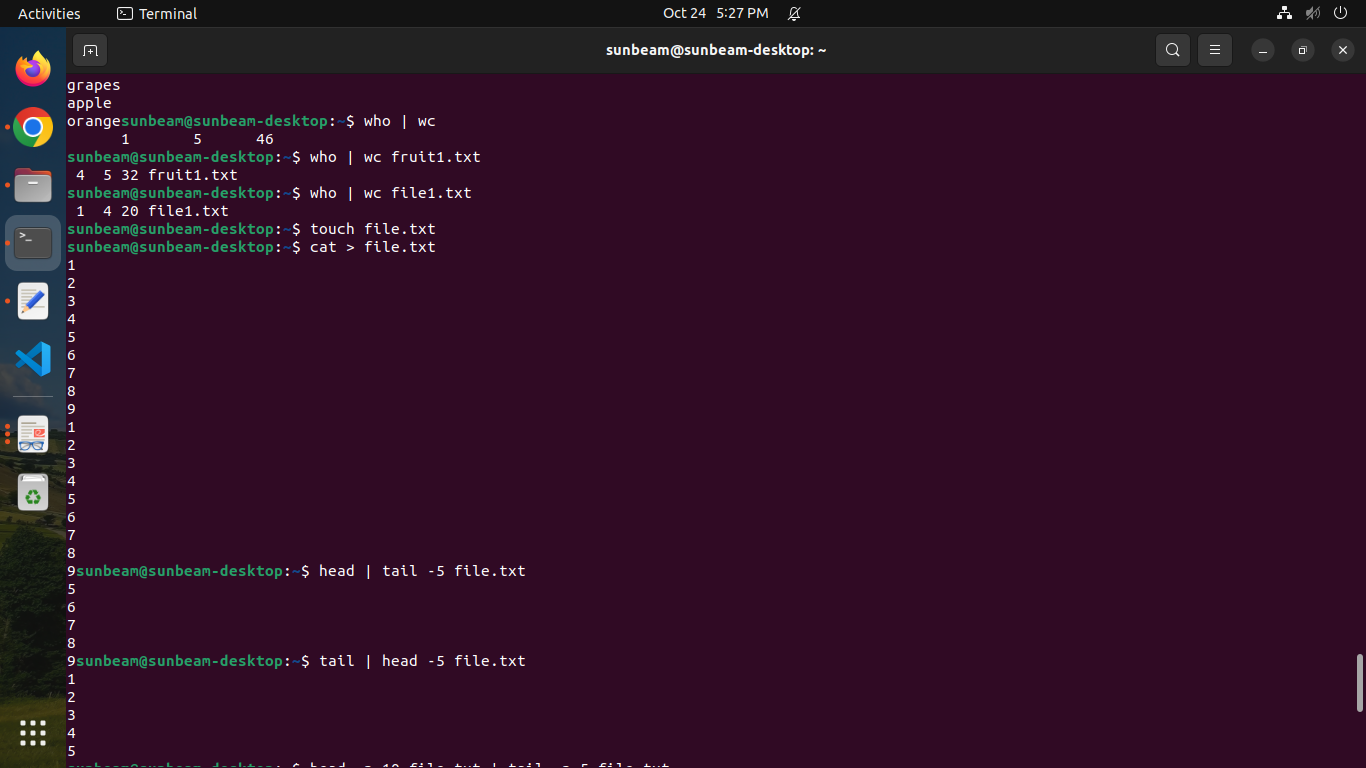 Activities
Terminal
Oct 24 5:27 PM
sunbeam@sunbeam-desktop: ~
grapes
apple
orangesunbeam@sunbeam-desktop:~$ who | wc
1 5 46
sunbeam@sunbeam-desktop:~$ who | wc fruit1.txt
4 5 32 fruit1.txt
sunbeam@sunbeam-desktop:~$ who | wc file1.txt
1 4 20 file1.txt
sunbeam@sunbeam-desktop:~$ touch file.txt
sunbeam@sunbeam-desktop:~$ cat > file.txt
1
2
3
4
5
6
7
8
9
1
2
3
4
5
6
7
8
9sunbeam@sunbeam-desktop:~$ head | tail -5 file.txt
5
6
7
8
9sunbeam@sunbeam-desktop:~$ tail | head -5 file.txt
1
2
3
4
5